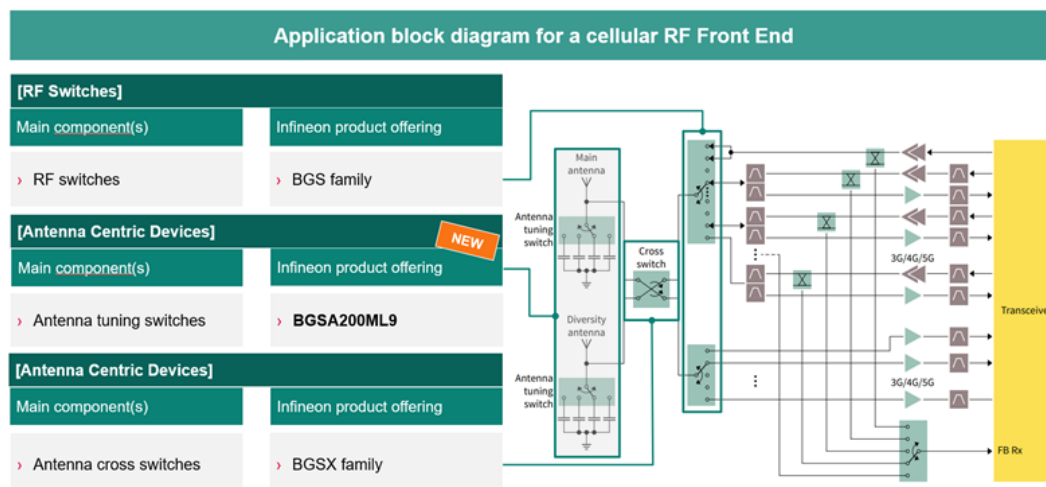 Application block diagram for a cellular RF Front End
[RF Switches]
Main component(s)
Infineon product offering
› RF switches
› BGS family
[Antenna Centric Devices]
NEW
Main component(s)
Infineon product offering
› Antenna tuning switches
› BGSA200ML9
[Antenna Centric Devices]
Main component(s)
Infineon product offering
› Antenna cross switches
› BGSX family
Main
antenna
Antenna
tuning
switch
Cross
switch
Diversity
antenna
Antenna
tuning
switch
3G/4G/5G
Transceive
3G/4G/5G
FB Rx